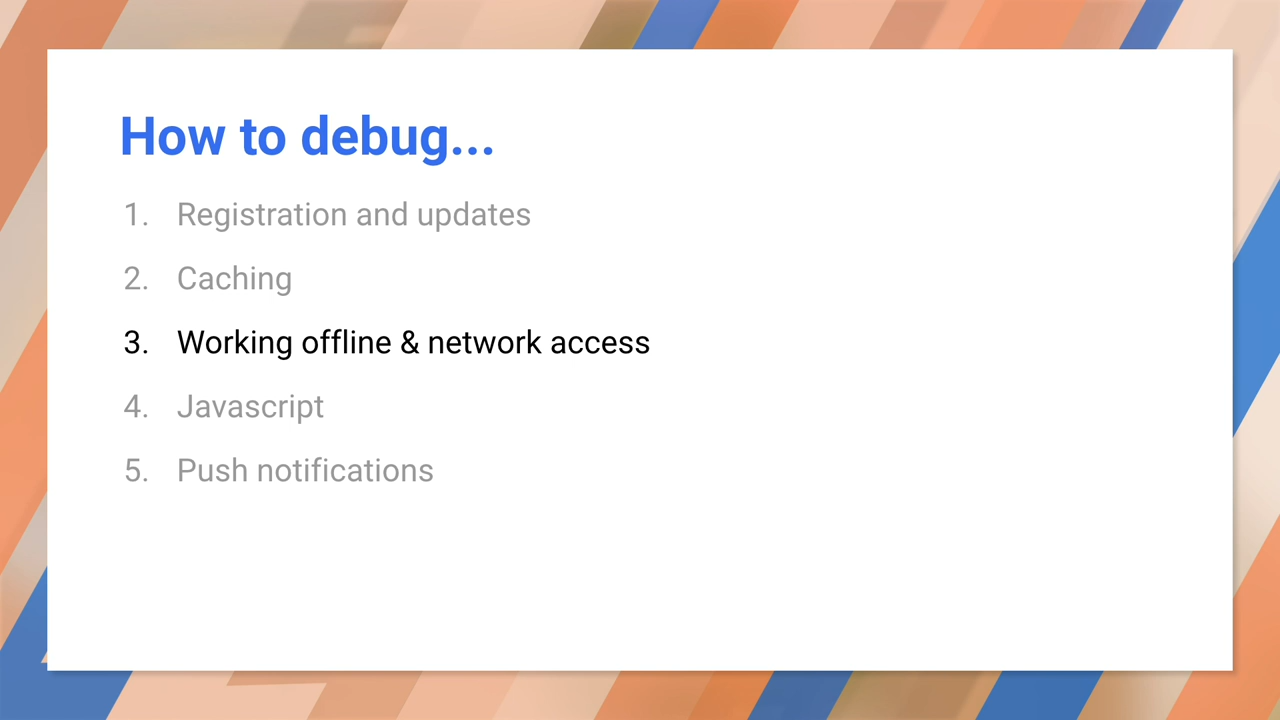 How to debug...
1. Registration and updates
2. Caching
3. Working offline & network access
4. Javascript
5. Push notifications